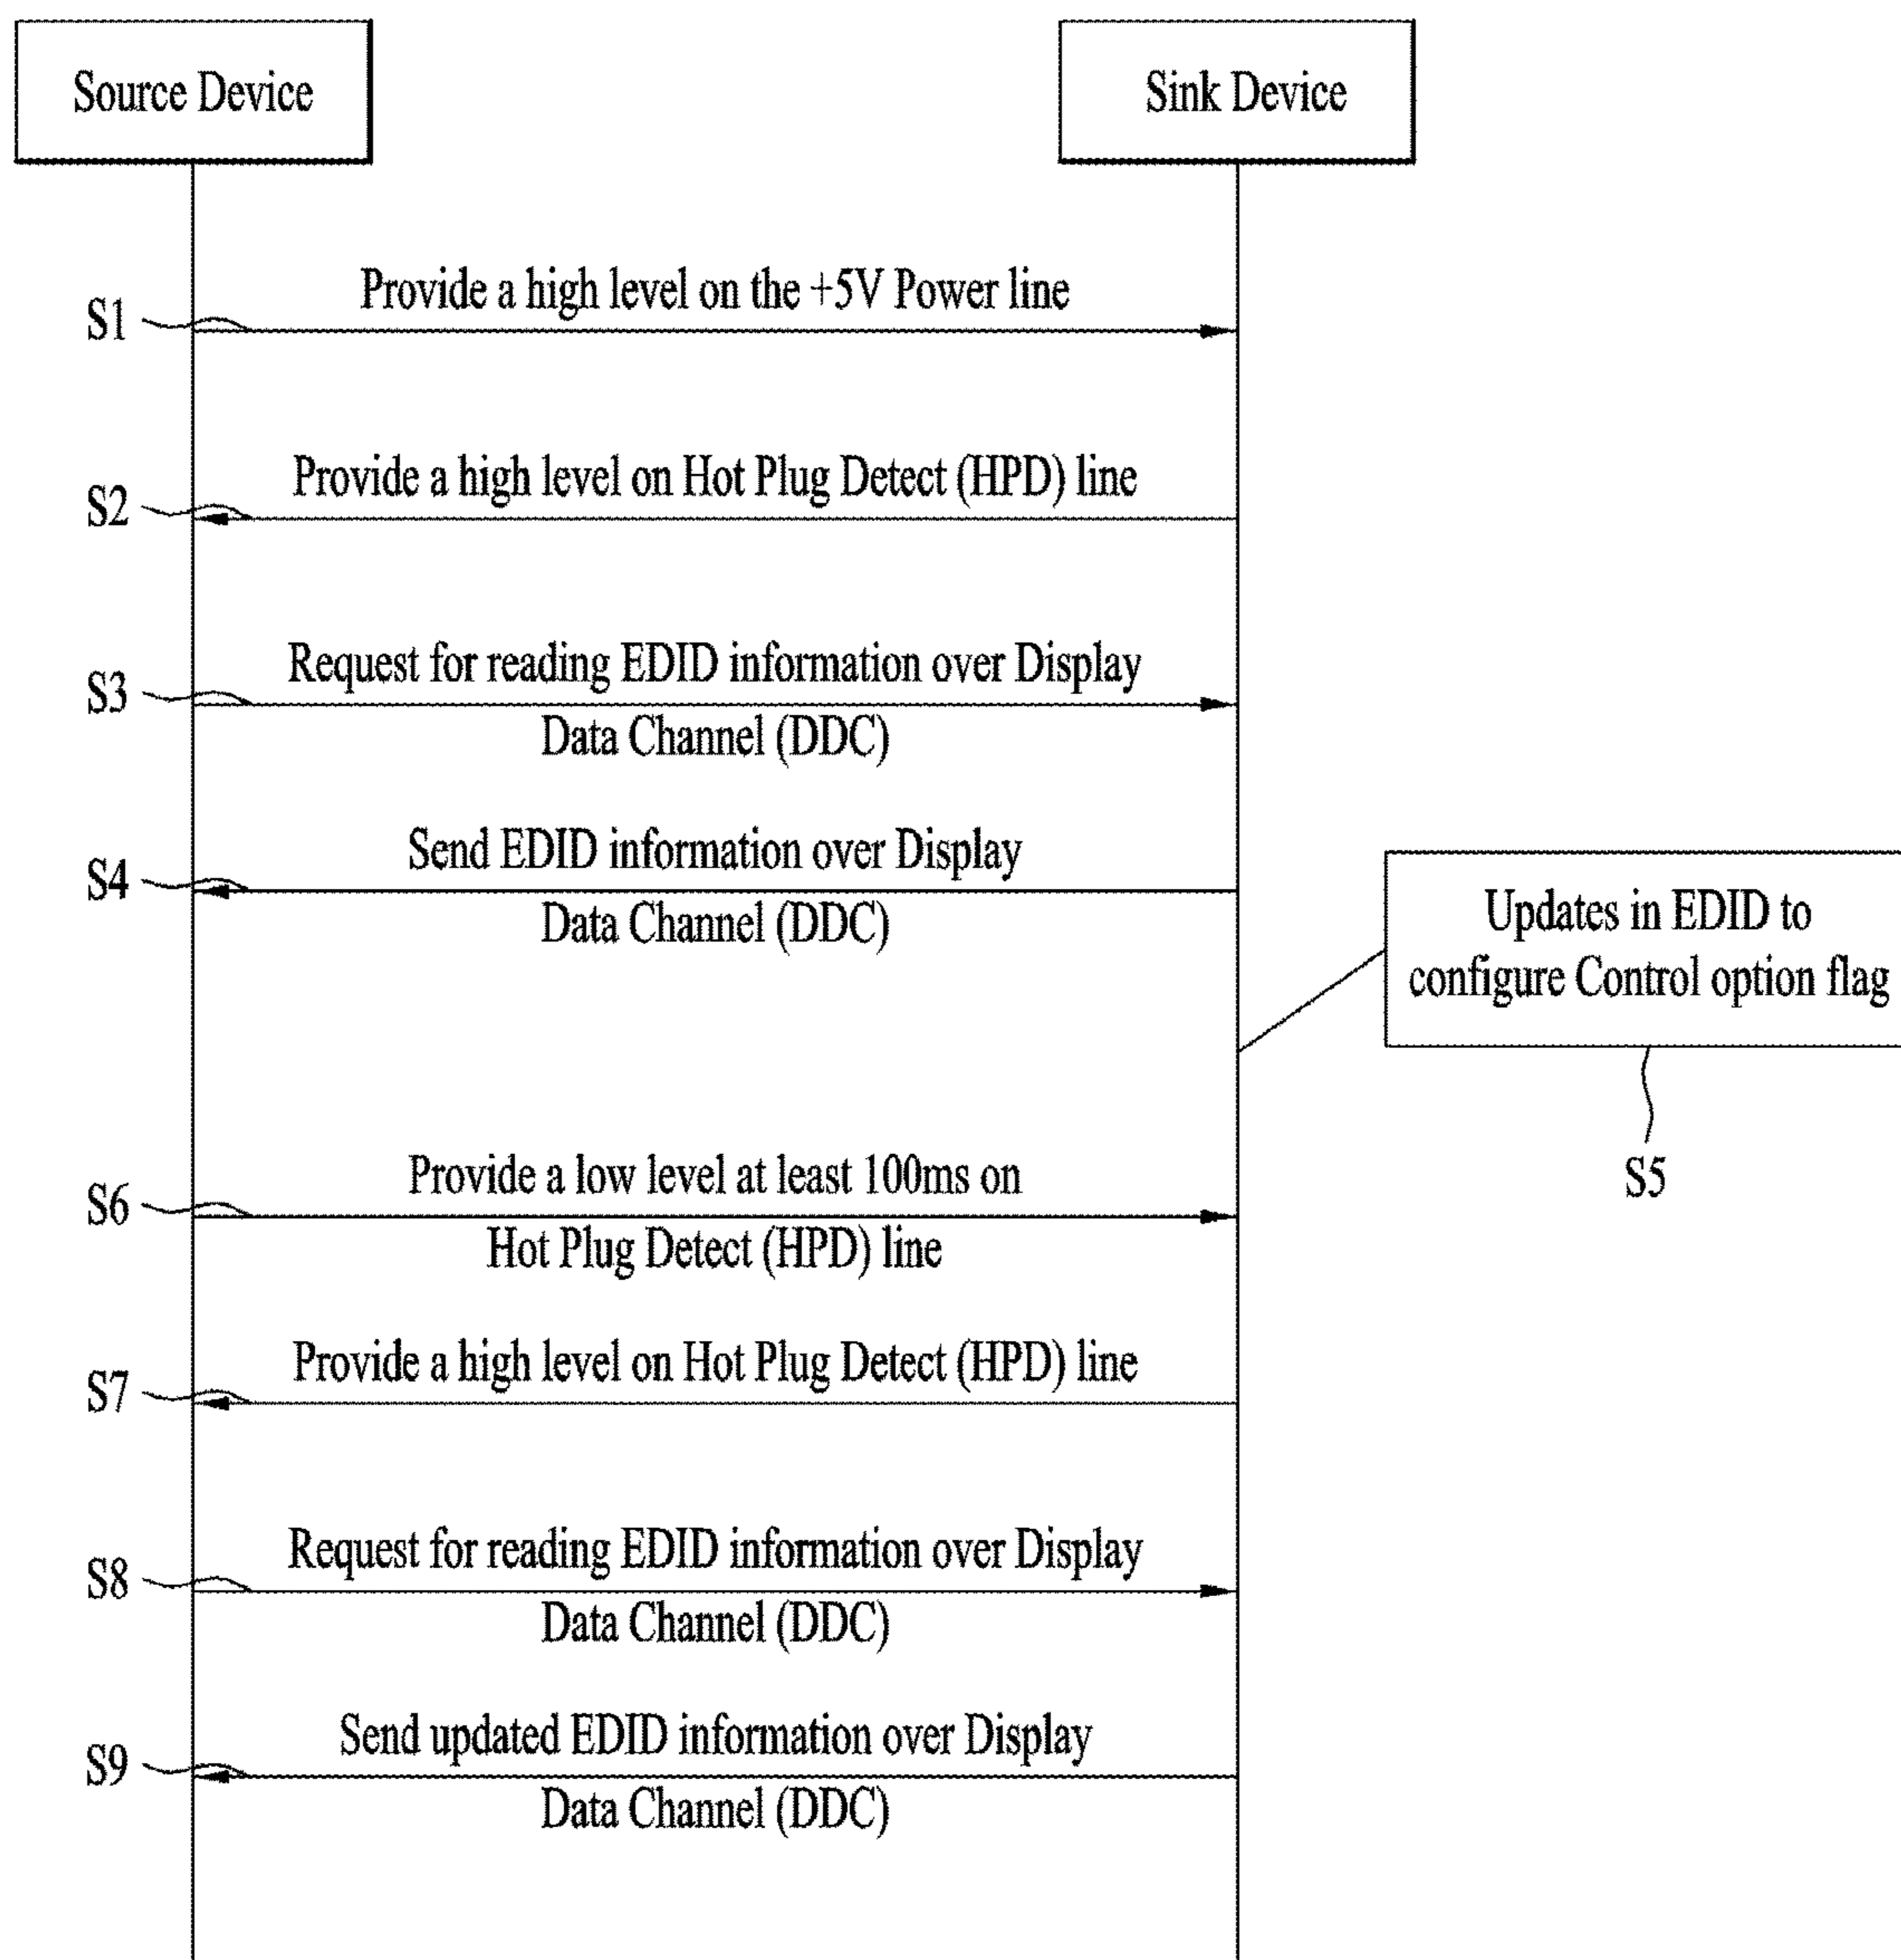 Source Device
Sink Device
Provide a high level on the +5V Power line
S1
Provide a high level on Hot Plug Detect (HPD) line
S2
Request for reading EDID information over Display
S3
Data Channel (DDC)
Send EDID information over Display
S4
Data Channel (DDC)
Updates in EDID to
configure Control option flag
S5
Provide a low level at least 100ms on
S6
Hot Plug Detect (HPD) line
Provide a high level on Hot Plug Detect (HPD) line
S7
Request for reading EDID information over Display
S8
Data Channel (DDC)
Send updated EDID information over Display
S9
Data Channel (DDC)